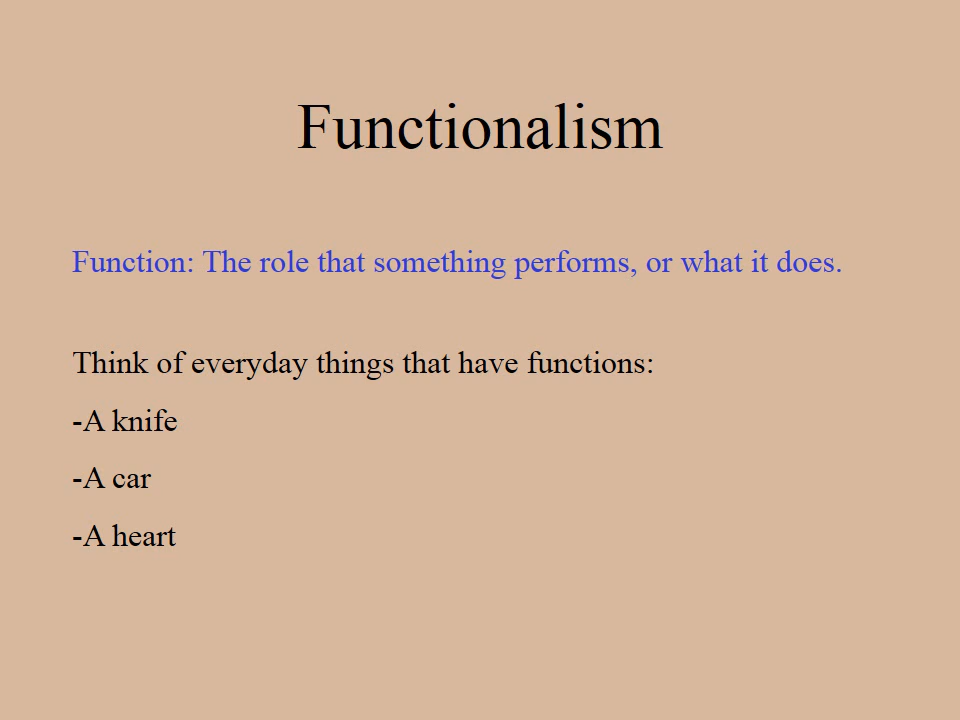 Functionalism
Function: The role that something performs, or what it does.
Think of everyday things that have functions:
-A knife
-A car
-A heart